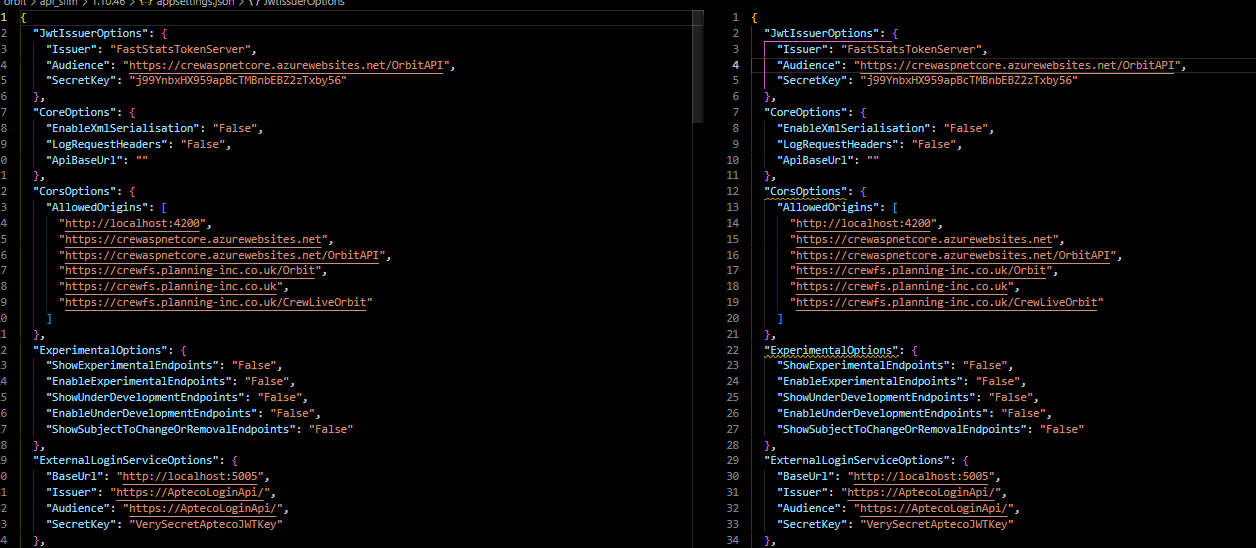 orbit > api_slim > 1.10.46 > {··} appsettings.json > { } JwtIssuerOptions
1 {
2 "JwtIssuerOptions": {
3 "Issuer": "FastStatsTokenServer",
4 "Audience": "https://crewaspnetcore.azurewebsites.net/OrbitAPI",
5 "SecretKey": "j99YnbxHX959apBcTMBnbEBZ2zTxby56"
6 },
7 "CoreOptions": {
8 "EnableXmlSerialisation": "False",
9 "LogRequestHeaders": "False",
0 "ApiBaseUrl": ""
1 },
2 "CorsOptions": {
3 "AllowedOrigins": [
4 "http://localhost:4200",
5 "https://crewaspnetcore.azurewebsites.net",
6 "https://crewaspnetcore.azurewebsites.net/OrbitAPI",
7 "https://crewfs.planning-inc.co.uk/Orbit",
8 "https://crewfs.planning-inc.co.uk",
9 "https://crewfs.planning-inc.co.uk/CrewLiveOrbit"
0 ]
1 },
2 "ExperimentalOptions": {
3 "ShowExperimentalEndpoints": "False",
4 "EnableExperimentalEndpoints": "False",
5 "ShowUnderDevelopmentEndpoints": "False",
6 "EnableUnderDevelopmentEndpoints": "False",
7 "ShowSubjectToChangeOrRemovalEndpoints": "False"
8 },
9 "ExternalLoginServiceOptions": {
0 "BaseUrl": "http://localhost:5005",
1 "Issuer": "https://AptecoLoginApi/",
2 "Audience": "https://AptecoLoginApi/",
3 "SecretKey": "VerySecretAptecoJWTKey"
4 },
1 {
2 "JwtIssuerOptions": {
3 "Issuer": "FastStatsTokenServer",
4 "Audience": "https://crewaspnetcore.azurewebsites.net/OrbitAPI",
5 "SecretKey": "j99YnbxHX959apBcTMBnbEBZ2zTxby56"
6 },
7 "CoreOptions": {
8 "EnableXmlSerialisation": "False",
9 "LogRequestHeaders": "False",
10 "ApiBaseUrl": ""
11 },
12 "CorsOptions": {
13 "AllowedOrigins": [
14 "http://localhost:4200",
15 "https://crewaspnetcore.azurewebsites.net",
16 "https://crewaspnetcore.azurewebsites.net/OrbitAPI",
17 "https://crewfs.planning-inc.co.uk/Orbit",
18 "https://crewfs.planning-inc.co.uk",
19 "https://crewfs.planning-inc.co.uk/CrewLiveOrbit"
20 ]
21 },
22 "ExperimentalOptions": {
23 "ShowExperimentalEndpoints": "False",
24 "EnableExperimentalEndpoints": "False",
25 "ShowUnderDevelopmentEndpoints": "False",
26 "EnableUnderDevelopmentEndpoints": "False",
27 "ShowSubjectToChangeOrRemovalEndpoints": "False"
28 },
29 "ExternalLoginServiceOptions": {
30 "BaseUrl": "http://localhost:5005",
31 "Issuer": "https://AptecoLoginApi/",
32 "Audience": "https://AptecoLoginApi/",
33 "SecretKey": "VerySecretAptecoJWTKey"
34 },